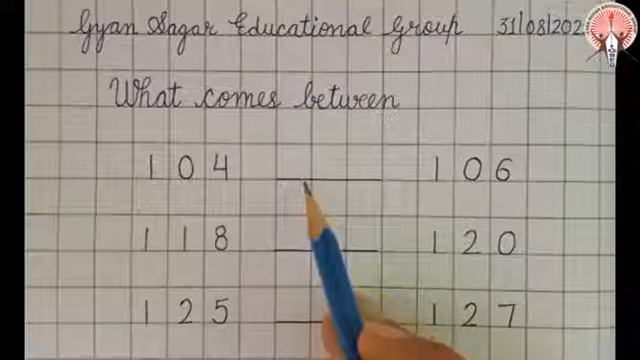 Gyan Sagar Educational Group 31/08/202
What comes between
104 ____ 106
118 ____ 120
125 ____ 127